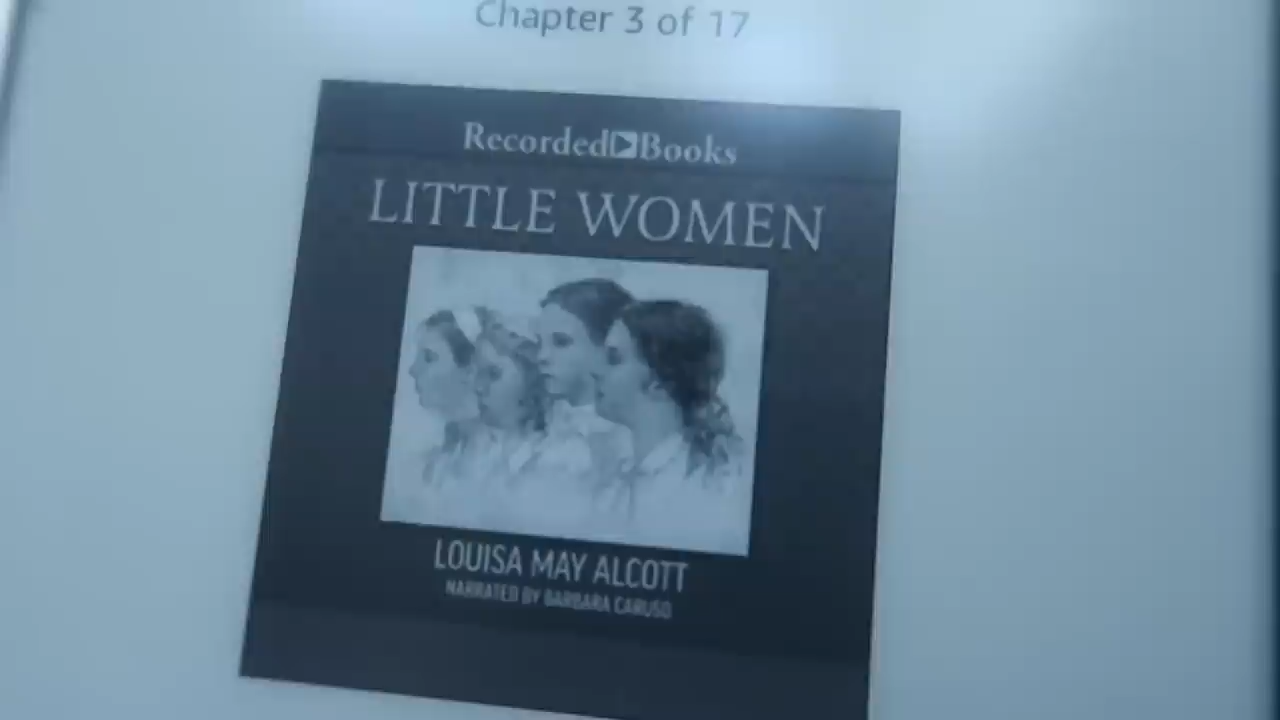 Chapter 3 of 17
Recorded Books
LITTLE WOMEN
LOUISA MAY ALCOTT
NARRATED BY BARBARA CARUSO